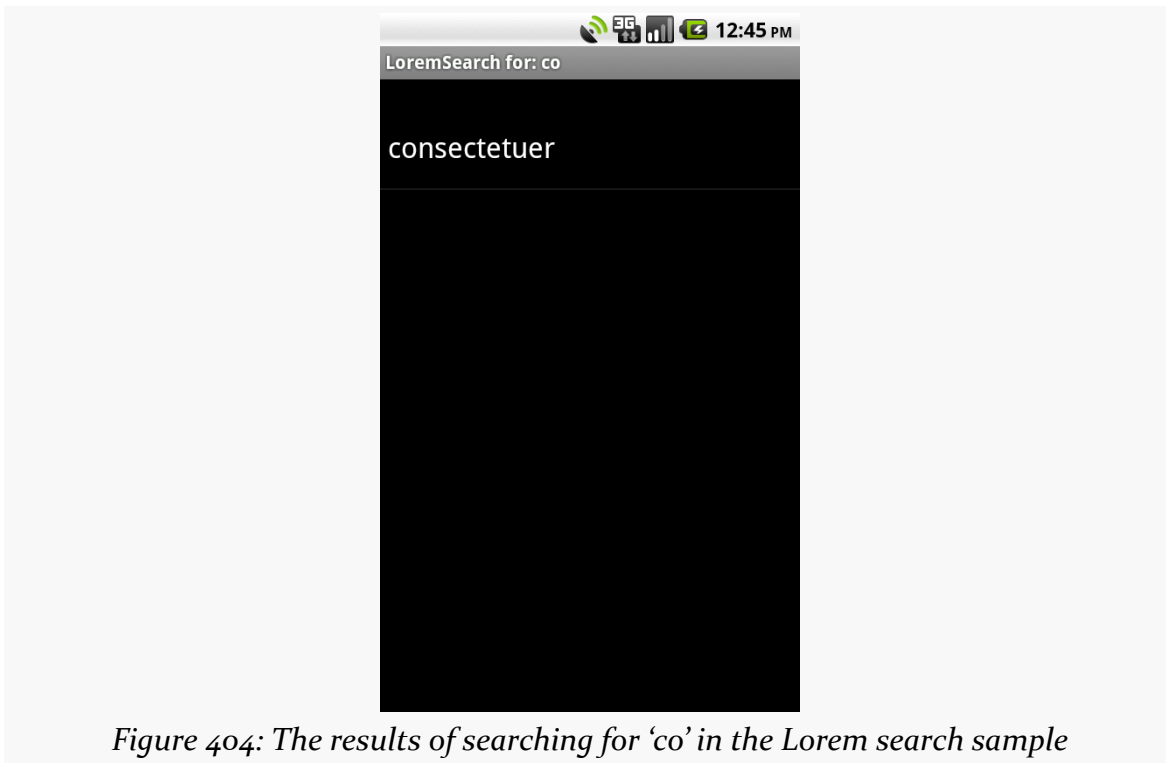 3G 12:45 PM
LoremSearch for: co
consectetuer
Figure 404: The results of searching for ‘co’ in the Lorem search sample